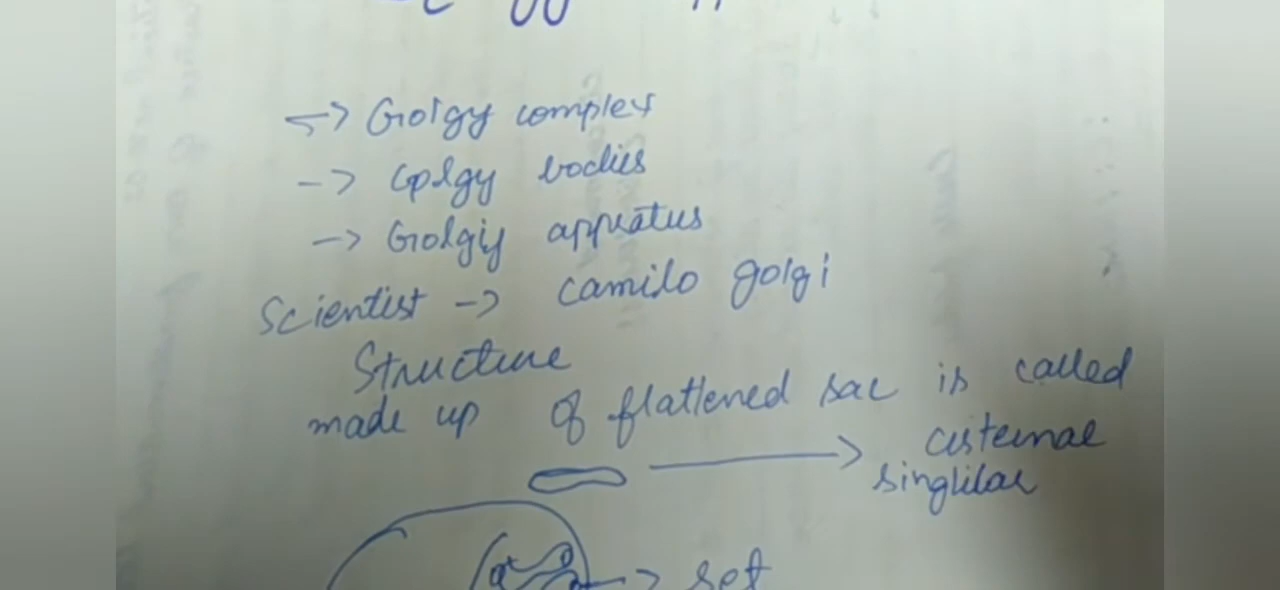 -> Golgy complex
-> Golgy bodies
-> Golgiy appratus
Scientist -> Camilo golgi
Structure
made up of flattened sac is called
cisternae
singlular
set